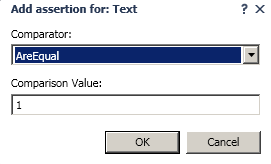 Add assertion for: Text ? ×
Comparator:
AreEqual
Comparison Value:
1
OK Cancel